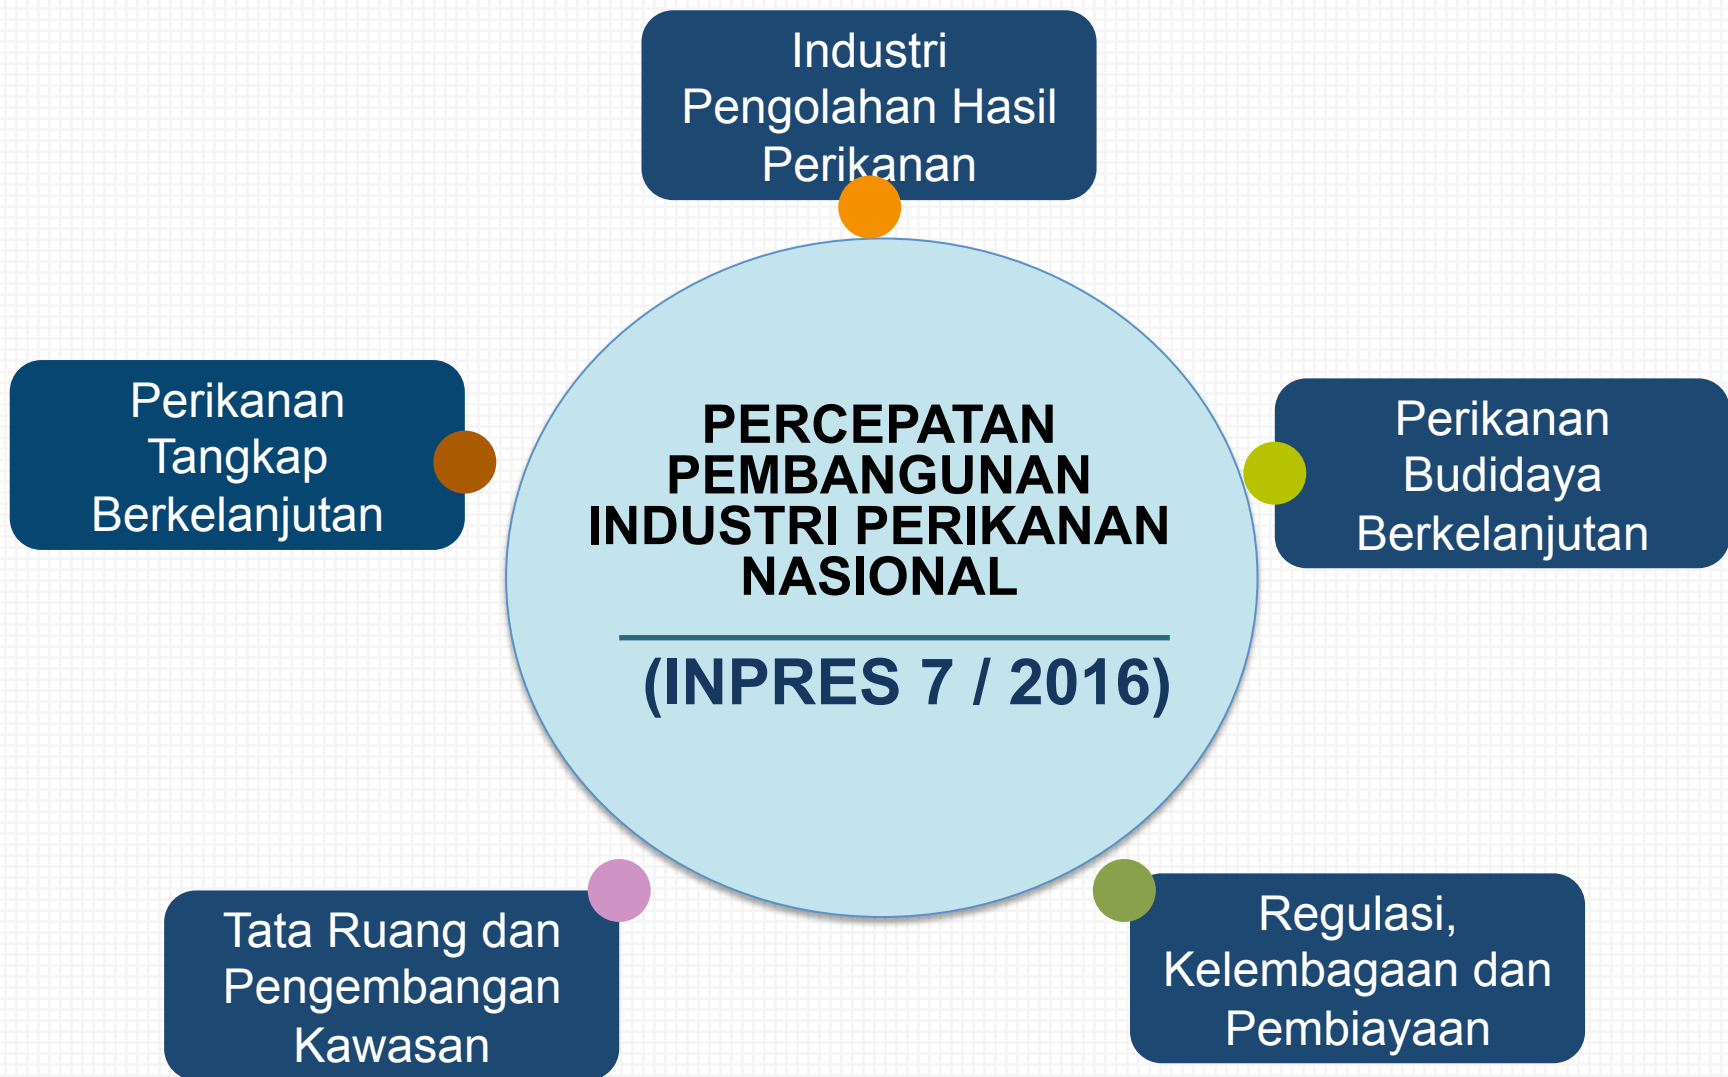 Industri
Pengolahan Hasil
Perikanan
Perikanan
Tangkap
Berkelanjutan
PERCEPATAN
PEMBANGUNAN
INDUSTRI PERIKANAN
NASIONAL
(INPRES 7 / 2016)
Perikanan
Budidaya
Berkelanjutan
Tata Ruang dan
Pengembangan
Kawasan
Regulasi,
Kelembagaan dan
Pembiayaan